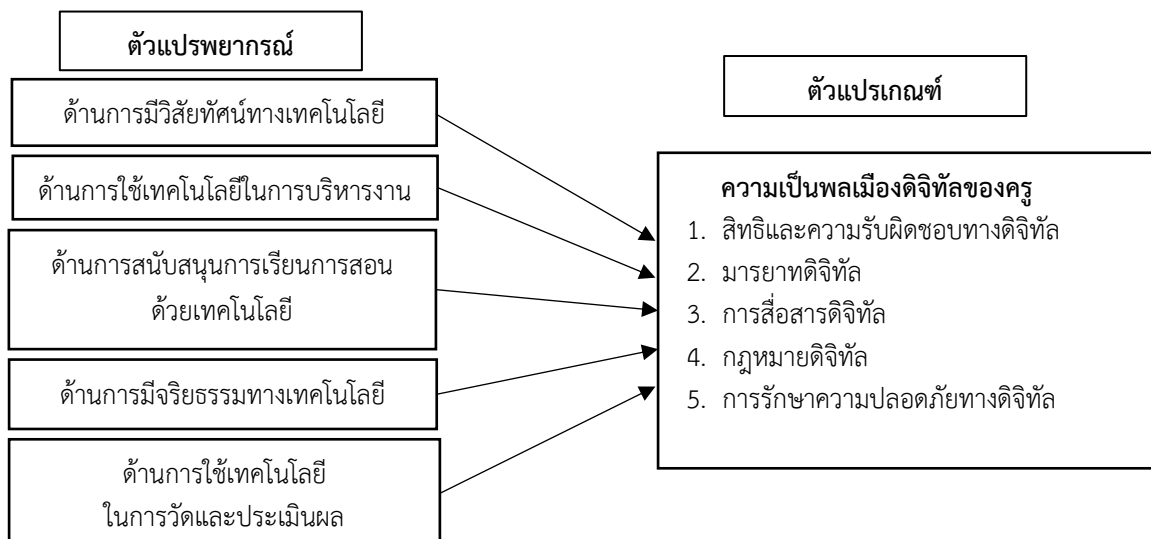 ตัวแปรพยากรณ์
ด้านการมีวิสัยทัศน์ทางเทคโนโลยี
ด้านการใช้เทคโนโลยีในการบริหารงาน
ด้านการสนับสนุนการเรียนการสอน
ด้วยเทคโนโลยี
ด้านการมีจริยธรรมทางเทคโนโลยี
ด้านการใช้เทคโนโลยี
ในการวัดและประเมินผล
ตัวแปรเกณฑ์
ความเป็นพลเมืองดิจิทัลของครู
1. สิทธิและความรับผิดชอบทางดิจิทัล
2. มารยาทดิจิทัล
3. การสื่อสารดิจิทัล
4. กฎหมายดิจิทัล
5. การรักษาความปลอดภัยทางดิจิทัล